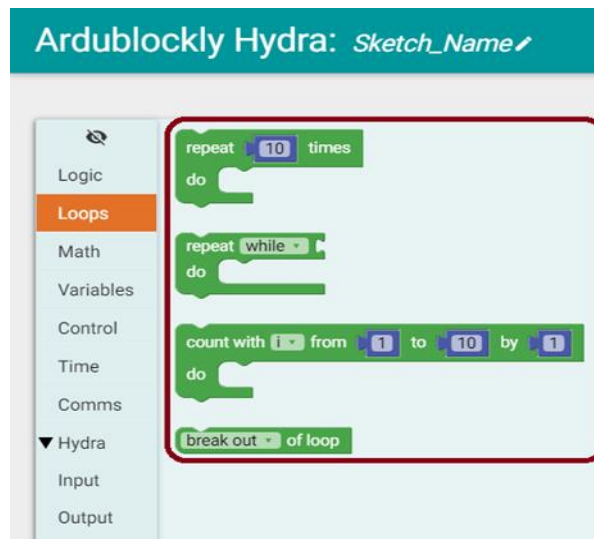 Ardublockly Hydra: Sketch_Name
Logic
Loops
Math
Variables
Control
Time
Comms
Hydra
Input
Output
repeat 10 times
do
repeat while
do
count with i from 1 to 10 by 1
do
break out of loop